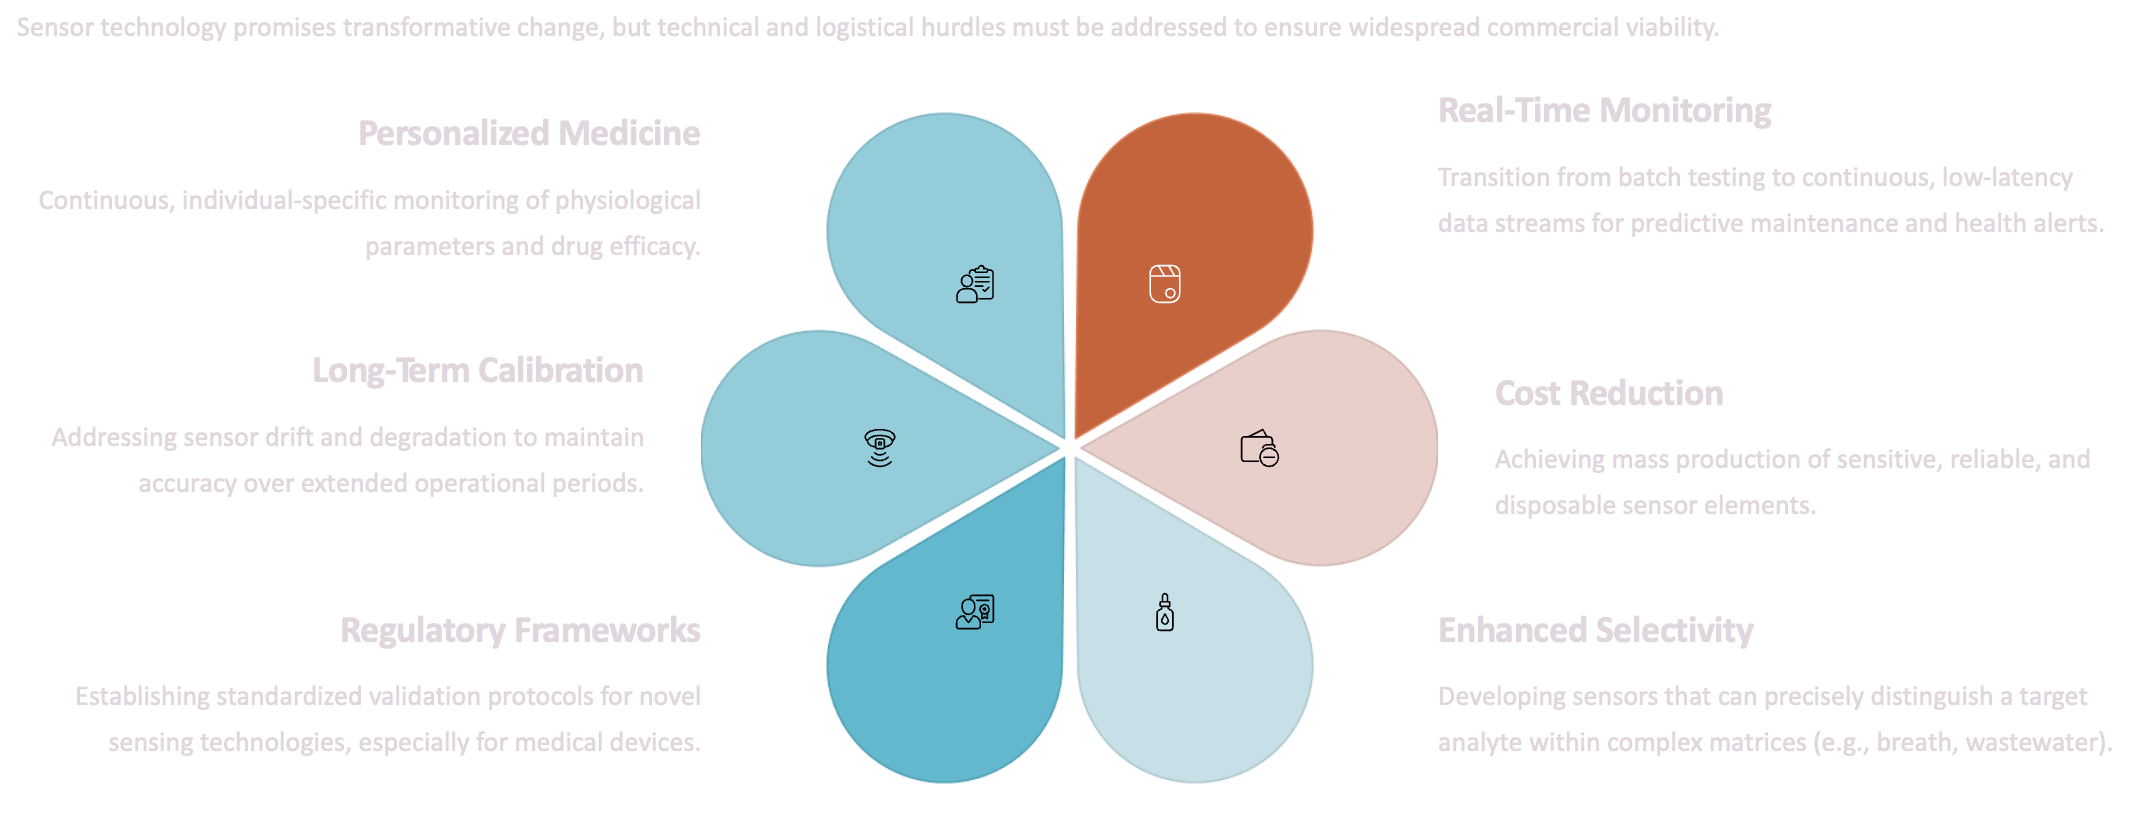 Sensor technology promises transformative change, but technical and logistical hurdles must be addressed to ensure widespread commercial viability.
Personalized Medicine
Continuous, individual-specific monitoring of physiological
parameters and drug efficacy.
Real-Time Monitoring
Transition from batch testing to continuous, low-latency
data streams for predictive maintenance and health alerts.
Long-Term Calibration
Addressing sensor drift and degradation to maintain
accuracy over extended operational periods.
Cost Reduction
Achieving mass production of sensitive, reliable, and
disposable sensor elements.
Regulatory Frameworks
Establishing standardized validation protocols for novel
sensing technologies, especially for medical devices.
Enhanced Selectivity
Developing sensors that can precisely distinguish a target
analyte within complex matrices (e.g., breath, wastewater).